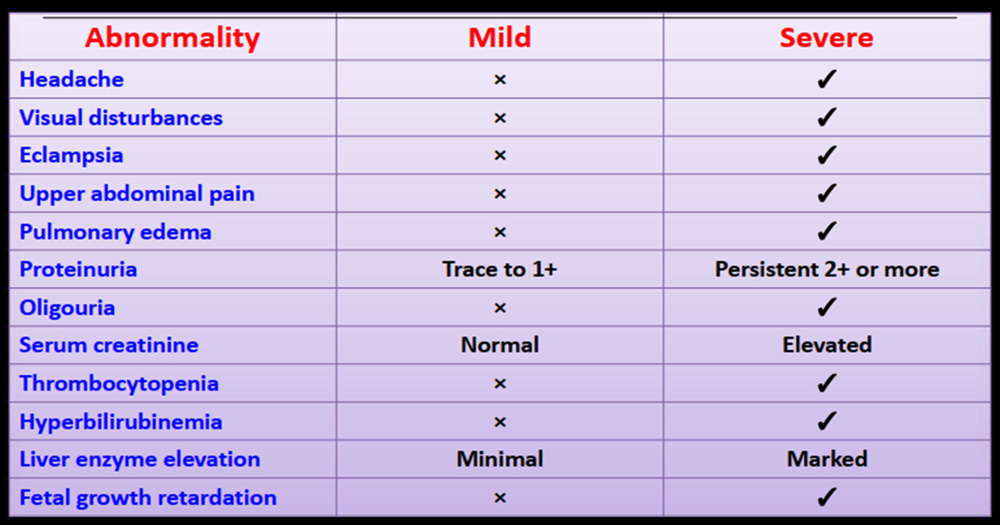 Abnormality Mild Severe
Headache × ✓
Visual disturbances × ✓
Eclampsia × ✓
Upper abdominal pain × ✓
Pulmonary edema × ✓
Proteinuria Trace to 1+ Persistent 2+ or more
Oligouria × ✓
Serum creatinine Normal Elevated
Thrombocytopenia × ✓
Hyperbilirubinemia × ✓
Liver enzyme elevation Minimal Marked
Fetal growth retardation × ✓